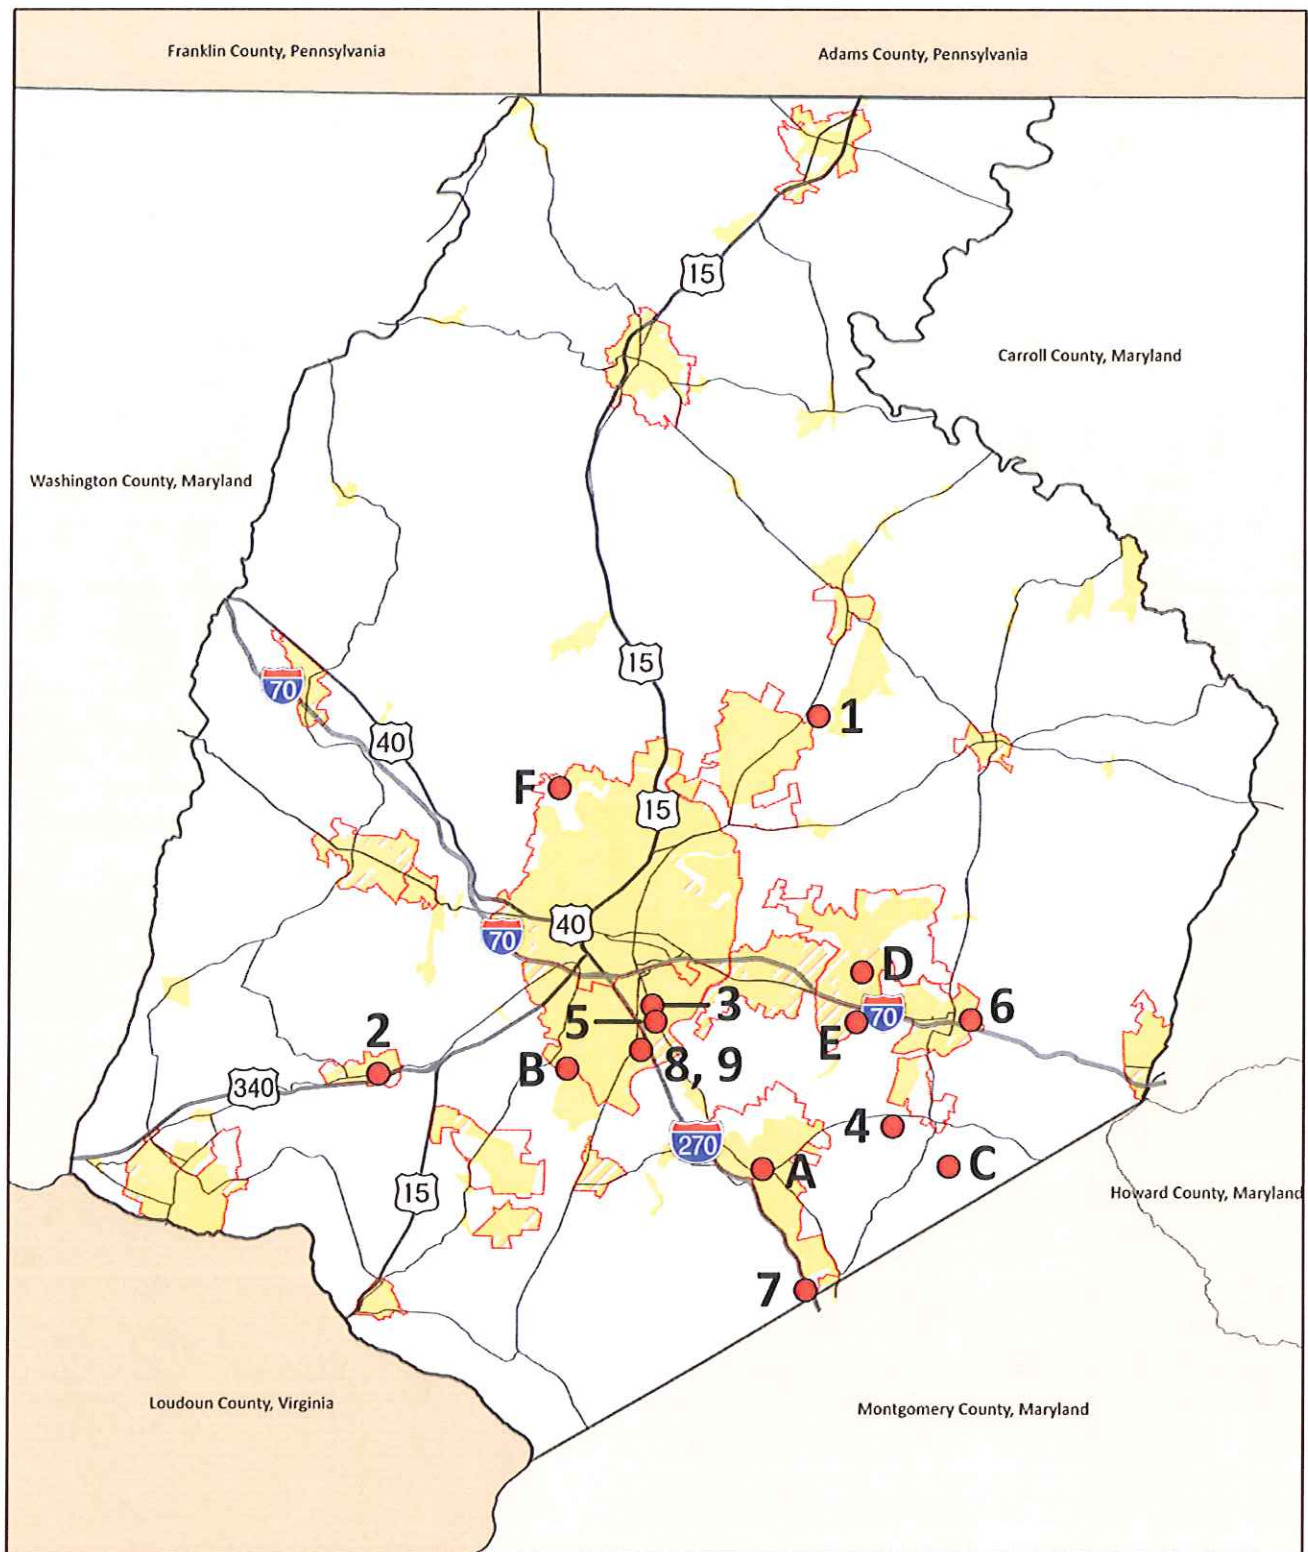 Franklin County, Pennsylvania
Adams County, Pennsylvania
15
Carroll County, Maryland
Washington County, Maryland
15
70
1
40
F
15
40
70
D
3
70
6
5
E
2
8, 9
B
340
4
270
A
C
15
Howard County, Maryland
7
Loudoun County, Virginia
Montgomery County, Maryland